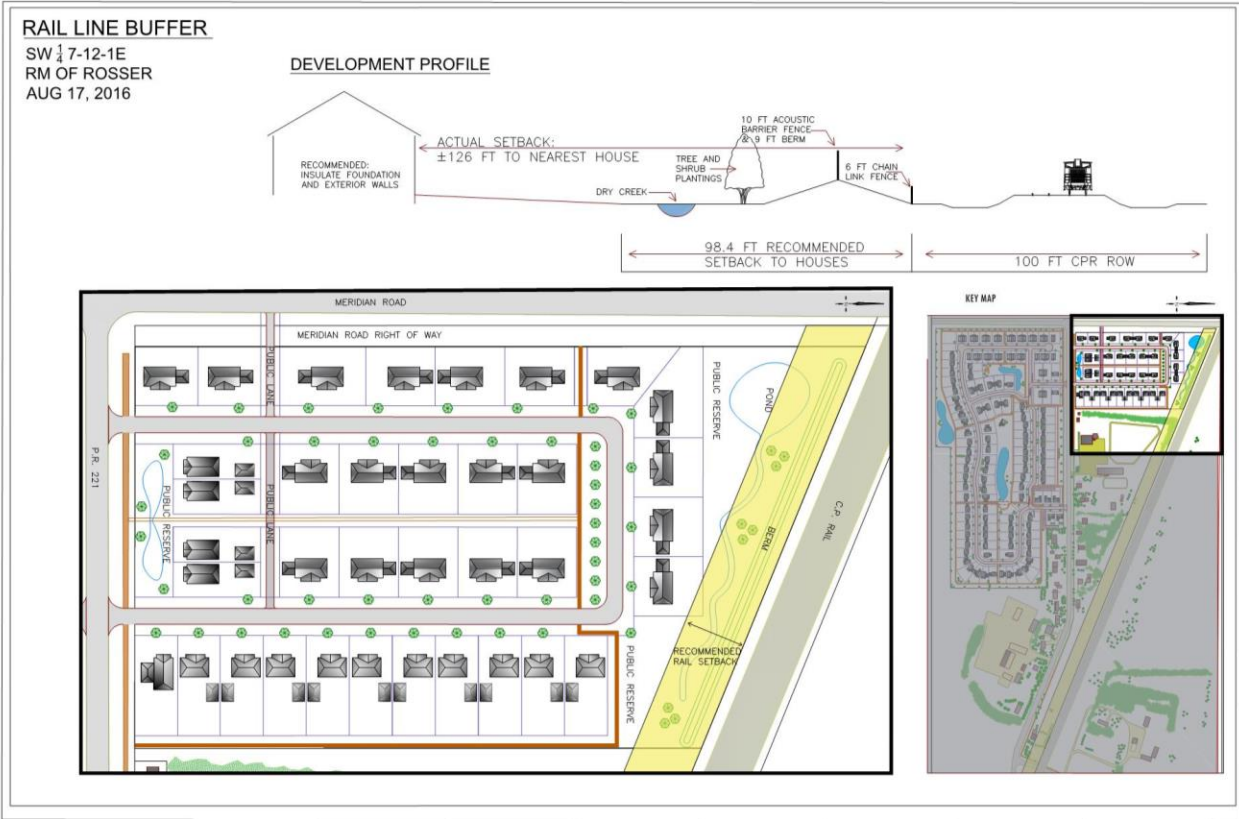 RAIL LINE BUFFER
SW 1/4 7-12-1E
RM OF ROSSER
AUG 17, 2016
DEVELOPMENT PROFILE
RECOMMENDED:
INSULATE FOUNDATION
AND EXTERIOR WALLS
ACTUAL SETBACK:
±126 FT TO NEAREST HOUSE
DRY CREEK
TREE AND
SHRUB
PLANTINGS
10 FT ACOUSTIC
BARRIER FENCE
& 9 FT BERM
6 FT CHAIN
LINK FENCE
98.4 FT RECOMMENDED
SETBACK TO HOUSES
100 FT CPR ROW
MERIDIAN ROAD
MERIDIAN ROAD RIGHT OF WAY
PUBLIC LANE
PUBLIC RESERVE
POND
P.R. 221
PUBLIC RESERVE
PUBLIC LANE
BERM
C.P. RAIL
RECOMMENDED
RAIL SETBACK
PUBLIC RESERVE
KEY MAP